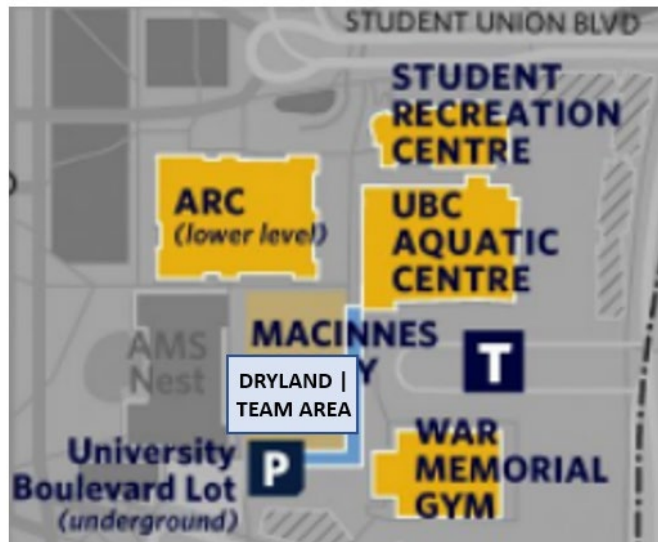 STUDENT UNION BLVD
STUDENT
RECREATION
CENTRE
ARC
(lower level)
UBC
AQUATIC
CENTRE
AMS
Nest
MACINNES
Y
DRYLAND |
TEAM AREA
T
University
Boulevard Lot
(underground)
P
WAR
MEMORIAL
GYM